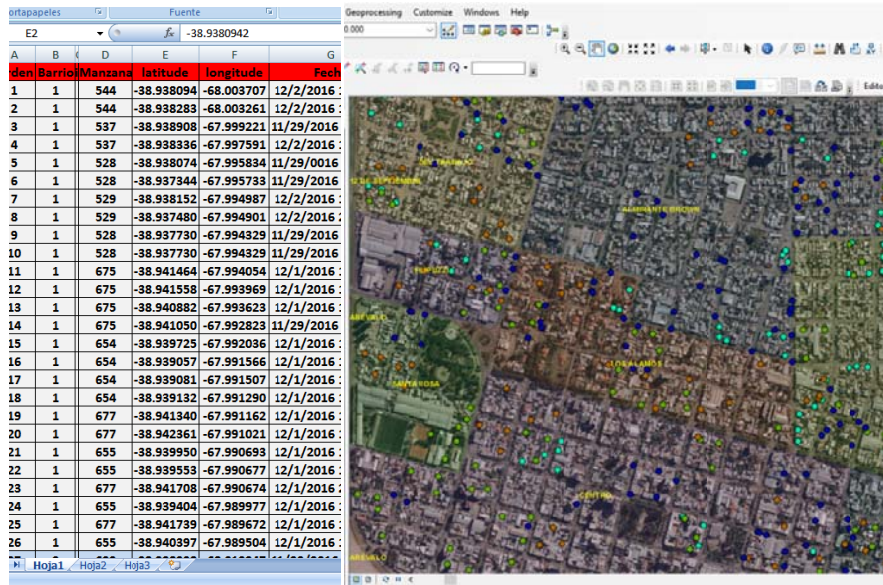 Fuente
E2 fx -38.9380942
A B D E F G
rden Barrio Manzana latitude longitude Fech
1 1 544 -38.938094 -68.003707 12/2/2016
2 1 544 -38.938283 -68.003261 12/2/2016
3 1 537 -38.938908 -67.999221 11/29/2016
4 1 537 -38.938336 -67.997591 12/2/2016
5 1 528 -38.938074 -67.995834 11/29/0016
6 1 528 -38.937344 -67.995733 11/29/2016
7 1 529 -38.938152 -67.994987 12/2/2016
8 1 529 -38.937480 -67.994901 12/2/2016
9 1 528 -38.937730 -67.994329 11/29/2016
10 1 528 -38.937730 -67.994329 11/29/2016
11 1 675 -38.941464 -67.994054 12/1/2016
12 1 675 -38.941558 -67.993969 12/1/2016
13 1 675 -38.940882 -67.993623 12/1/2016
14 1 675 -38.941050 -67.992823 11/29/2016
15 1 654 -38.939725 -67.992036 12/1/2016
16 1 654 -38.939057 -67.991566 12/1/2016
17 1 654 -38.939081 -67.991507 12/1/2016
18 1 654 -38.939132 -67.991290 12/1/2016
19 1 677 -38.941340 -67.991162 12/1/2016
20 1 677 -38.942361 -67.991021 12/1/2016
21 1 655 -38.939950 -67.990693 12/1/2016
22 1 655 -38.939553 -67.990677 12/1/2016
23 1 677 -38.941708 -67.990674 12/1/2016
24 1 655 -38.939404 -67.989977 12/1/2016
25 1 677 -38.941739 -67.989672 12/1/2016
26 1 655 -38.940397 -67.989504 12/1/2016
Hoja1 Hoja2 Hoja3
Geoprocessing Customize Windows Help
Edito
12 DE SEPTIEMBRE
ALMIRANTE BROWN
AREVALO
LOS ALAMOS
SANTA ROSA
CENTRO
AREVALO